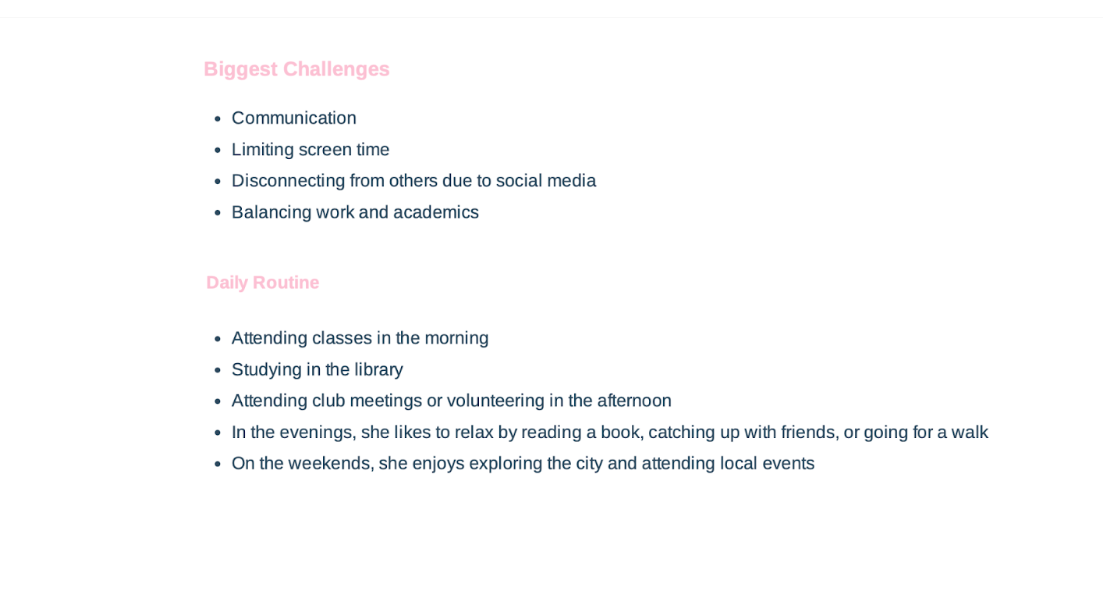 Biggest Challenges
• Communication
• Limiting screen time
• Disconnecting from others due to social media
• Balancing work and academics
Daily Routine
• Attending classes in the morning
• Studying in the library
• Attending club meetings or volunteering in the afternoon
• In the evenings, she likes to relax by reading a book, catching up with friends, or going for a walk
• On the weekends, she enjoys exploring the city and attending local events